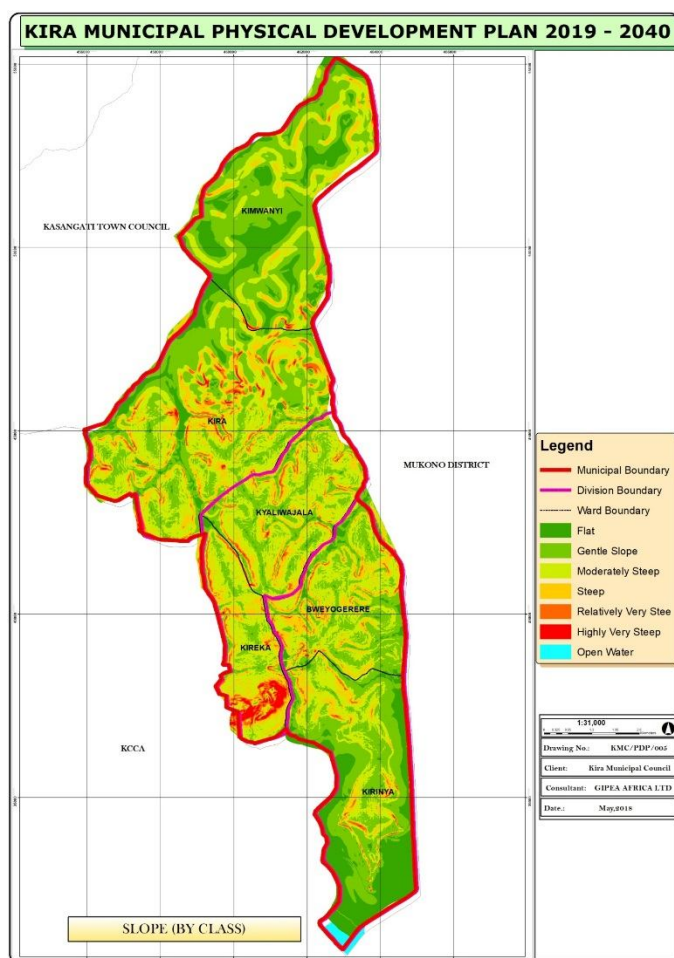 KIRA MUNICIPAL PHYSICAL DEVELOPMENT PLAN 2019 - 2040
KIMWANYI
KASANGATI TOWN COUNCIL
KIRA
MUKONO DISTRICT
KYALIWAJALA
BWEYOGERERE
KIREKA
KCCA
KIRINYA
SLOPE (BY CLASS)
Legend
Municipal Boundary
Division Boundary
Ward Boundary
Flat
Gentle Slope
Moderately Steep
Steep
Relatively Very Stee
Highly Very Steep
Open Water
1:31,000
Drawing No.: KMC/PDP/005
Client: Kira Municipal Council
Consultant: GIPEA AFRICA LTD
Date.: May,2018